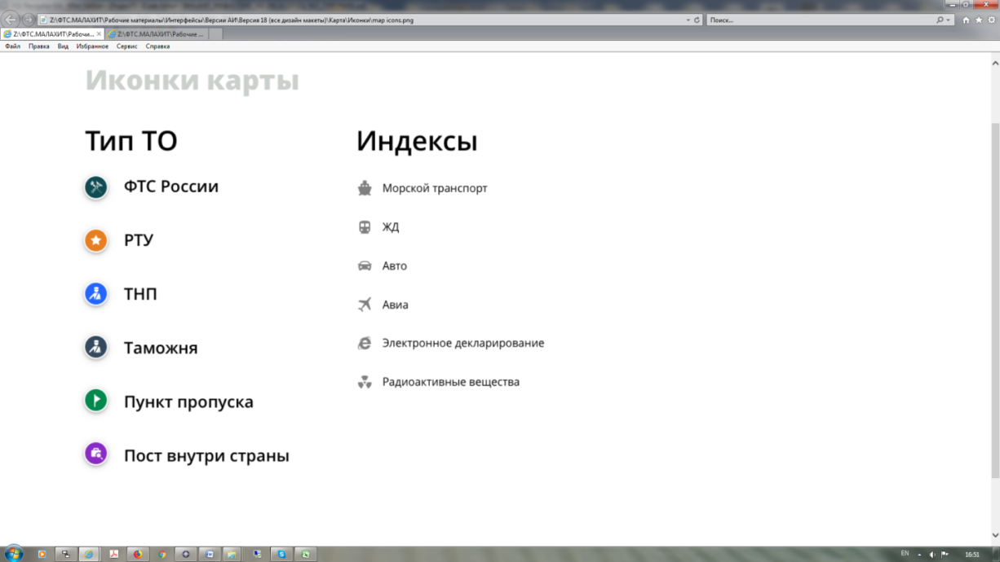 Z:\ФТС.МАЛАХИТ\Рабочие материалы\Интерфейсы\Версии АИ\Версия 18 (все дизайн макеты)\Карта\Иконки\map icons.png
Поиск...
Z:\ФТС.МАЛАХИТ\Рабочи...
Z:\ФТС.МАЛАХИТ\Рабочие ...
Файл Правка Вид Избранное Сервис Справка
Иконки карты
Тип ТО
ФТС России
РТУ
ТНП
Таможня
Пункт пропуска
Пост внутри страны
Индексы
Морской транспорт
ЖД
Авто
Авиа
Электронное декларирование
Радиоактивные вещества
EN
16:51